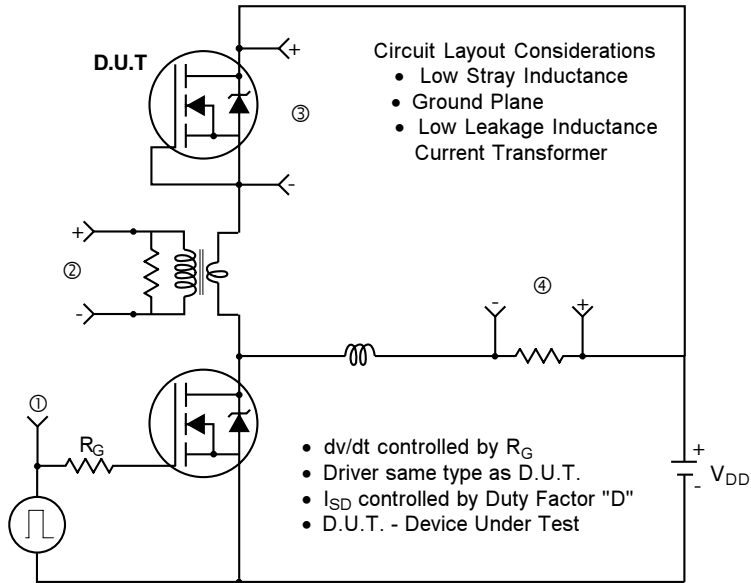 D.U.T
+
③
-
Circuit Layout Considerations
• Low Stray Inductance
• Ground Plane
• Low Leakage Inductance
Current Transformer
+
②
-
-
④
+
①
R_G
• dv/dt controlled by R_G
• Driver same type as D.U.T.
• I_SD controlled by Duty Factor "D"
• D.U.T. - Device Under Test
+
V_DD
-